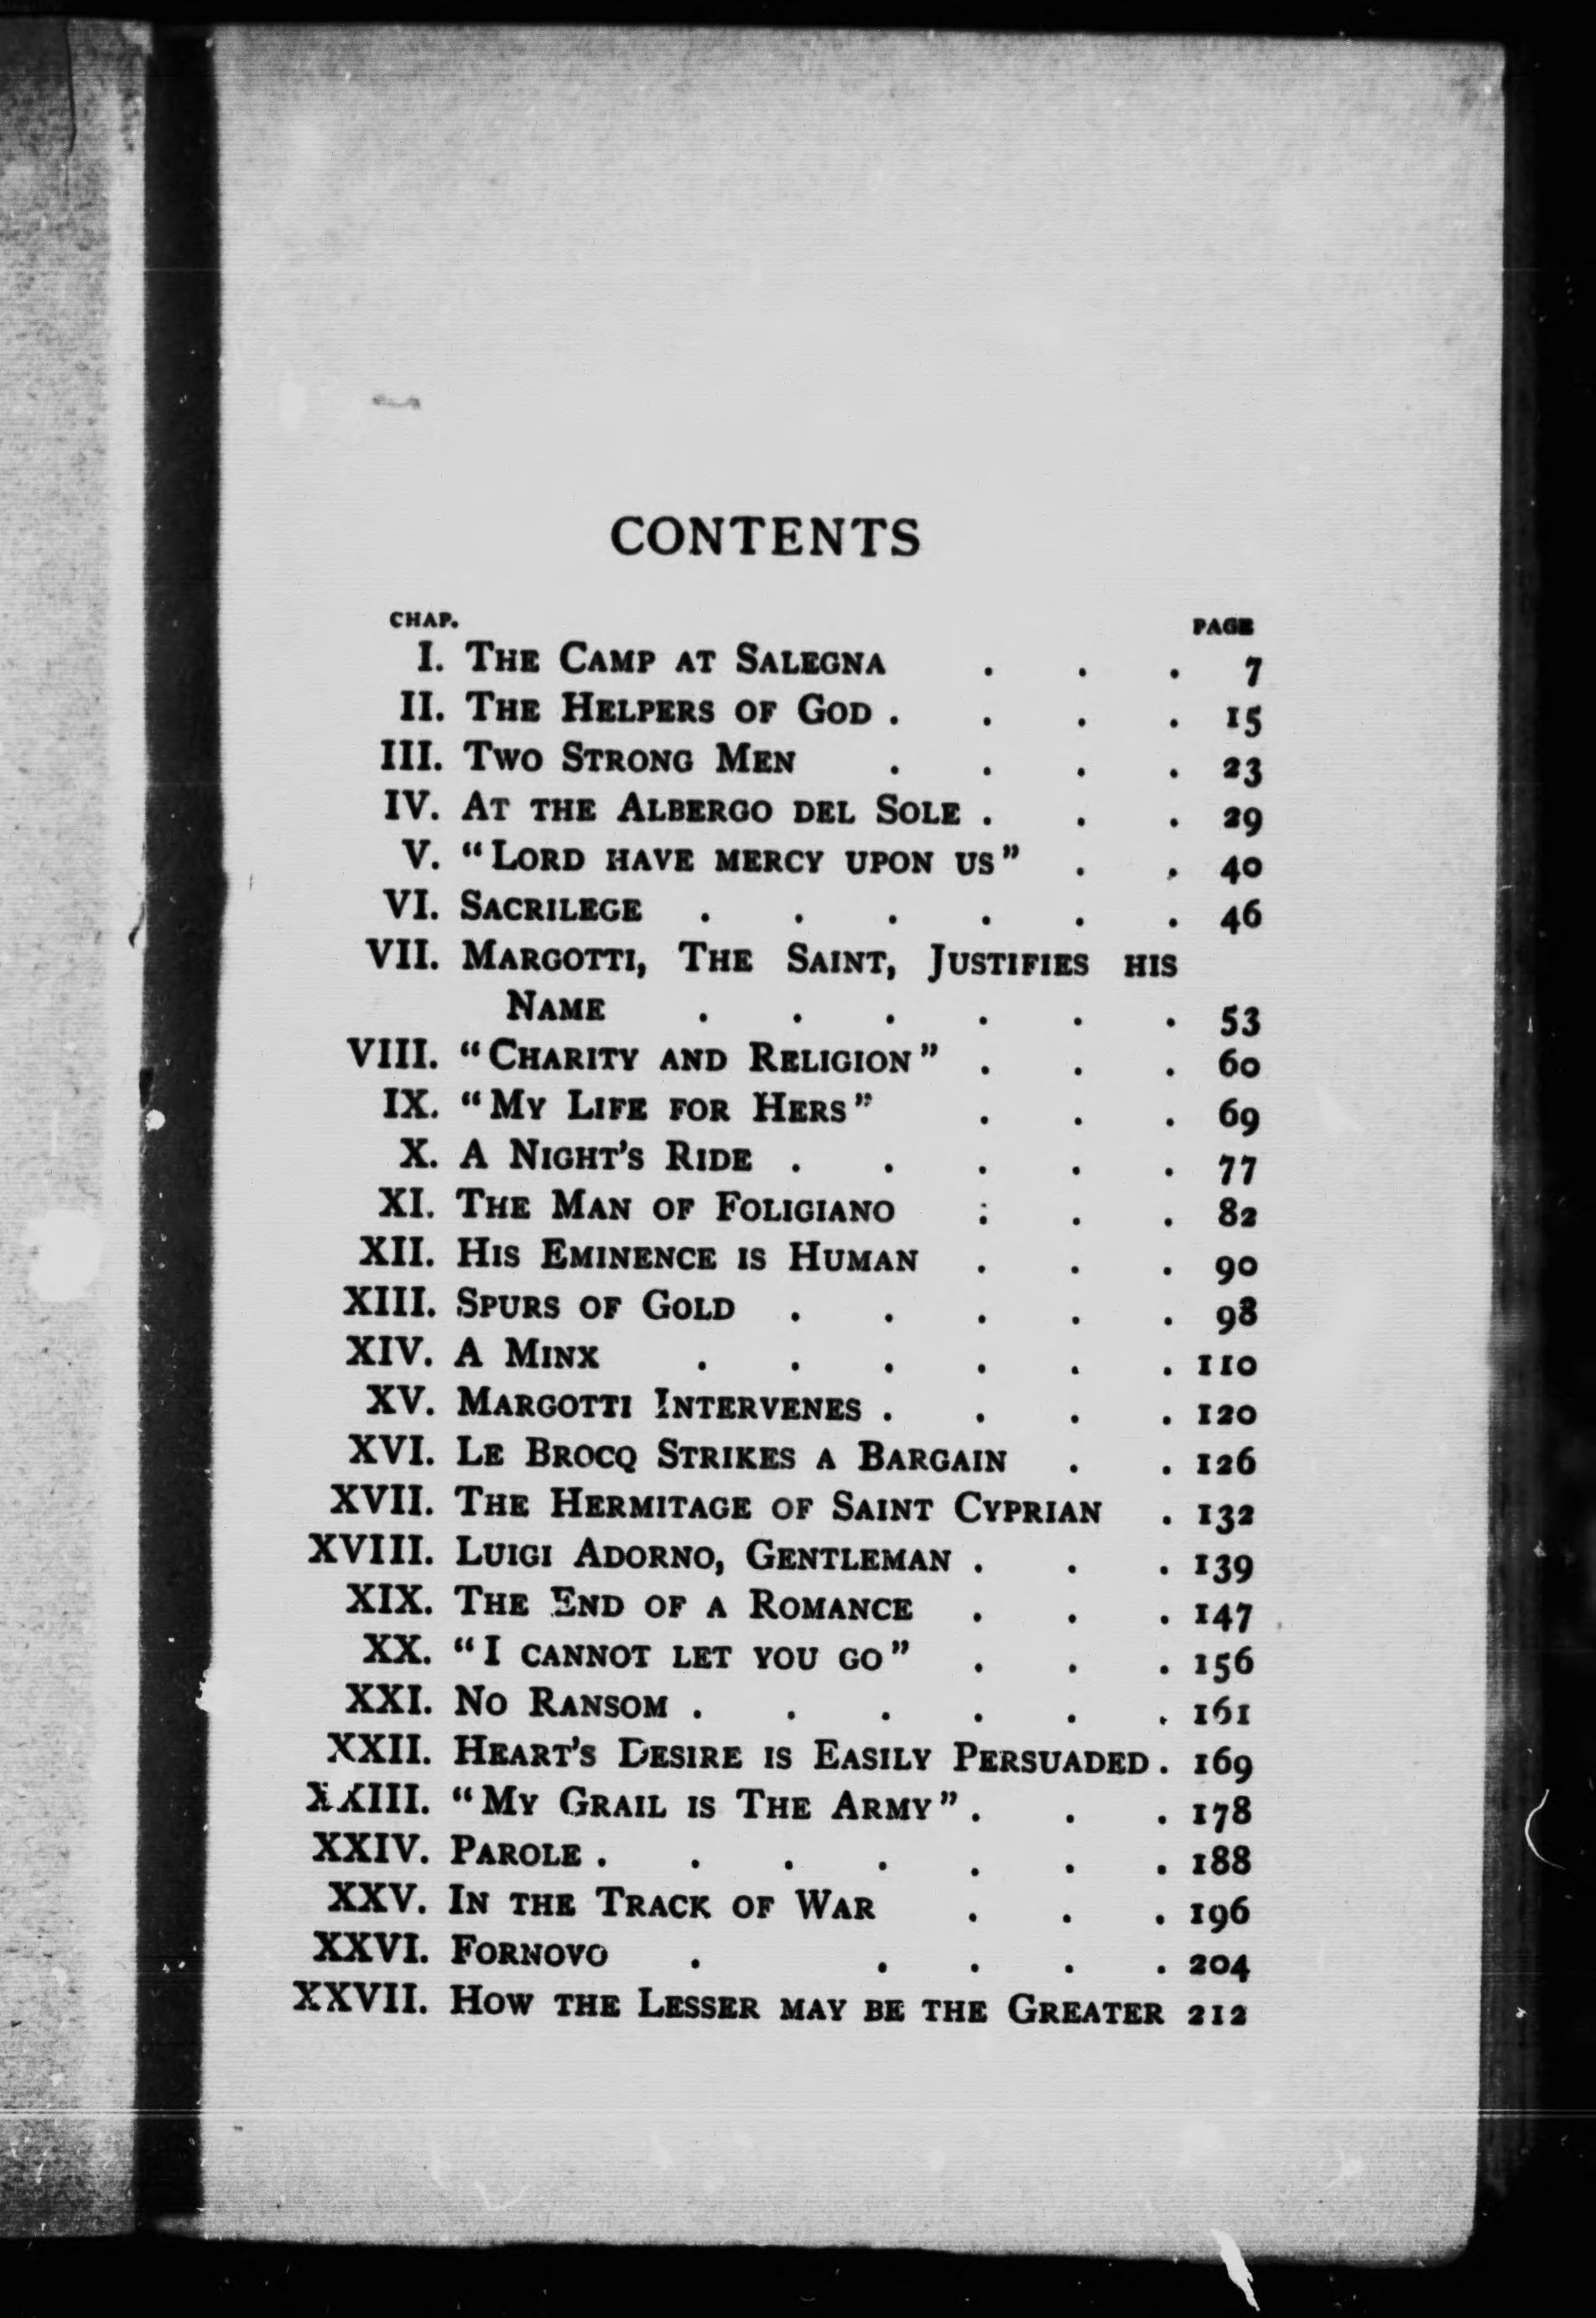 CONTENTS
CHAP. PAGE
I. THE CAMP AT SALEGNA . . . 7
II. THE HELPERS OF GOD . . . . 15
III. TWO STRONG MEN . . . . 23
IV. AT THE ALBERGO DEL SOLE . . . 29
V. “LORD HAVE MERCY UPON US” . . 40
VI. SACRILEGE . . . . . . 46
VII. MARGOTTI, THE SAINT, JUSTIFIES HIS
NAME . . . . . . 53
VIII. “CHARITY AND RELIGION” . . . 60
IX. “MY LIFE FOR HERS” . . . 69
X. A NIGHT'S RIDE . . . . . 77
XI. THE MAN OF FOLIGIANO . . . 82
XII. HIS EMINENCE IS HUMAN . . . 90
XIII. SPURS OF GOLD . . . . . 98
XIV. A MINX . . . . . . 110
XV. MARGOTTI INTERVENES . . . . 120
XVI. LE BROCQ STRIKES A BARGAIN . . 126
XVII. THE HERMITAGE OF SAINT CYPRIAN . 132
XVIII. LUIGI ADORNO, GENTLEMAN . . . 139
XIX. THE END OF A ROMANCE . . . 147
XX. “I CANNOT LET YOU GO” . . . 156
XXI. NO RANSOM . . . . . . 161
XXII. HEART'S DESIRE IS EASILY PERSUADED . 169
XXIII. “MY GRAIL IS THE ARMY” . . . 178
XXIV. PAROLE . . . . . . . 188
XXV. IN THE TRACK OF WAR . . . 196
XXVI. FORNOVO . . . . . 204
XXVII. HOW THE LESSER MAY BE THE GREATER 212